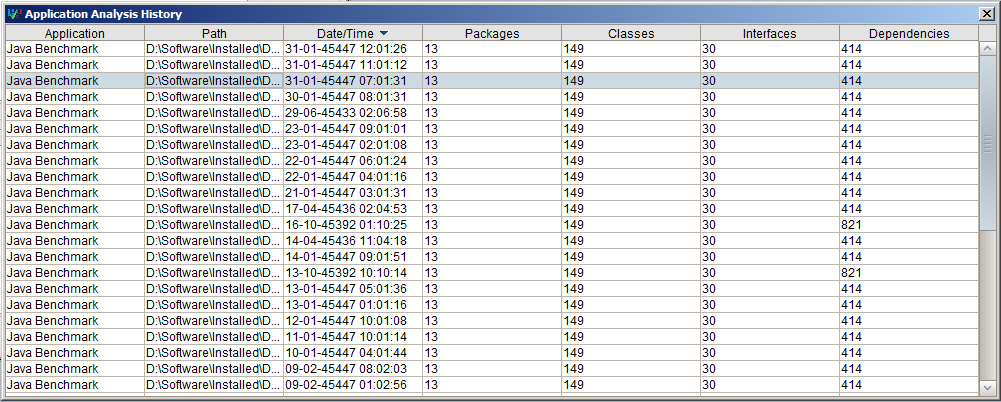 Application Analysis History
Application Path Date/Time Packages Classes Interfaces Dependencies
Java Benchmark D:\Software\Installed\D... 31-01-45447 12:01:26 13 149 30 414
Java Benchmark D:\Software\Installed\D... 31-01-45447 11:01:12 13 149 30 414
Java Benchmark D:\Software\Installed\D... 31-01-45447 07:01:31 13 149 30 414
Java Benchmark D:\Software\Installed\D... 30-01-45447 08:01:31 13 149 30 414
Java Benchmark D:\Software\Installed\D... 29-06-45433 02:06:58 13 149 30 414
Java Benchmark D:\Software\Installed\D... 23-01-45447 09:01:01 13 149 30 414
Java Benchmark D:\Software\Installed\D... 23-01-45447 02:01:08 13 149 30 414
Java Benchmark D:\Software\Installed\D... 22-01-45447 06:01:24 13 149 30 414
Java Benchmark D:\Software\Installed\D... 22-01-45447 04:01:16 13 149 30 414
Java Benchmark D:\Software\Installed\D... 21-01-45447 03:01:31 13 149 30 414
Java Benchmark D:\Software\Installed\D... 17-04-45436 02:04:53 13 149 30 414
Java Benchmark D:\Software\Installed\D... 16-10-45392 01:10:25 13 149 30 821
Java Benchmark D:\Software\Installed\D... 14-04-45436 11:04:18 13 149 30 414
Java Benchmark D:\Software\Installed\D... 14-01-45447 09:01:51 13 149 30 414
Java Benchmark D:\Software\Installed\D... 13-10-45392 10:10:14 13 149 30 821
Java Benchmark D:\Software\Installed\D... 13-01-45447 05:01:36 13 149 30 414
Java Benchmark D:\Software\Installed\D... 13-01-45447 01:01:16 13 149 30 414
Java Benchmark D:\Software\Installed\D... 12-01-45447 10:01:08 13 149 30 414
Java Benchmark D:\Software\Installed\D... 11-01-45447 10:01:14 13 149 30 414
Java Benchmark D:\Software\Installed\D... 10-01-45447 04:01:44 13 149 30 414
Java Benchmark D:\Software\Installed\D... 09-02-45447 08:02:03 13 149 30 414
Java Benchmark D:\Software\Installed\D... 09-02-45447 01:02:56 13 149 30 414